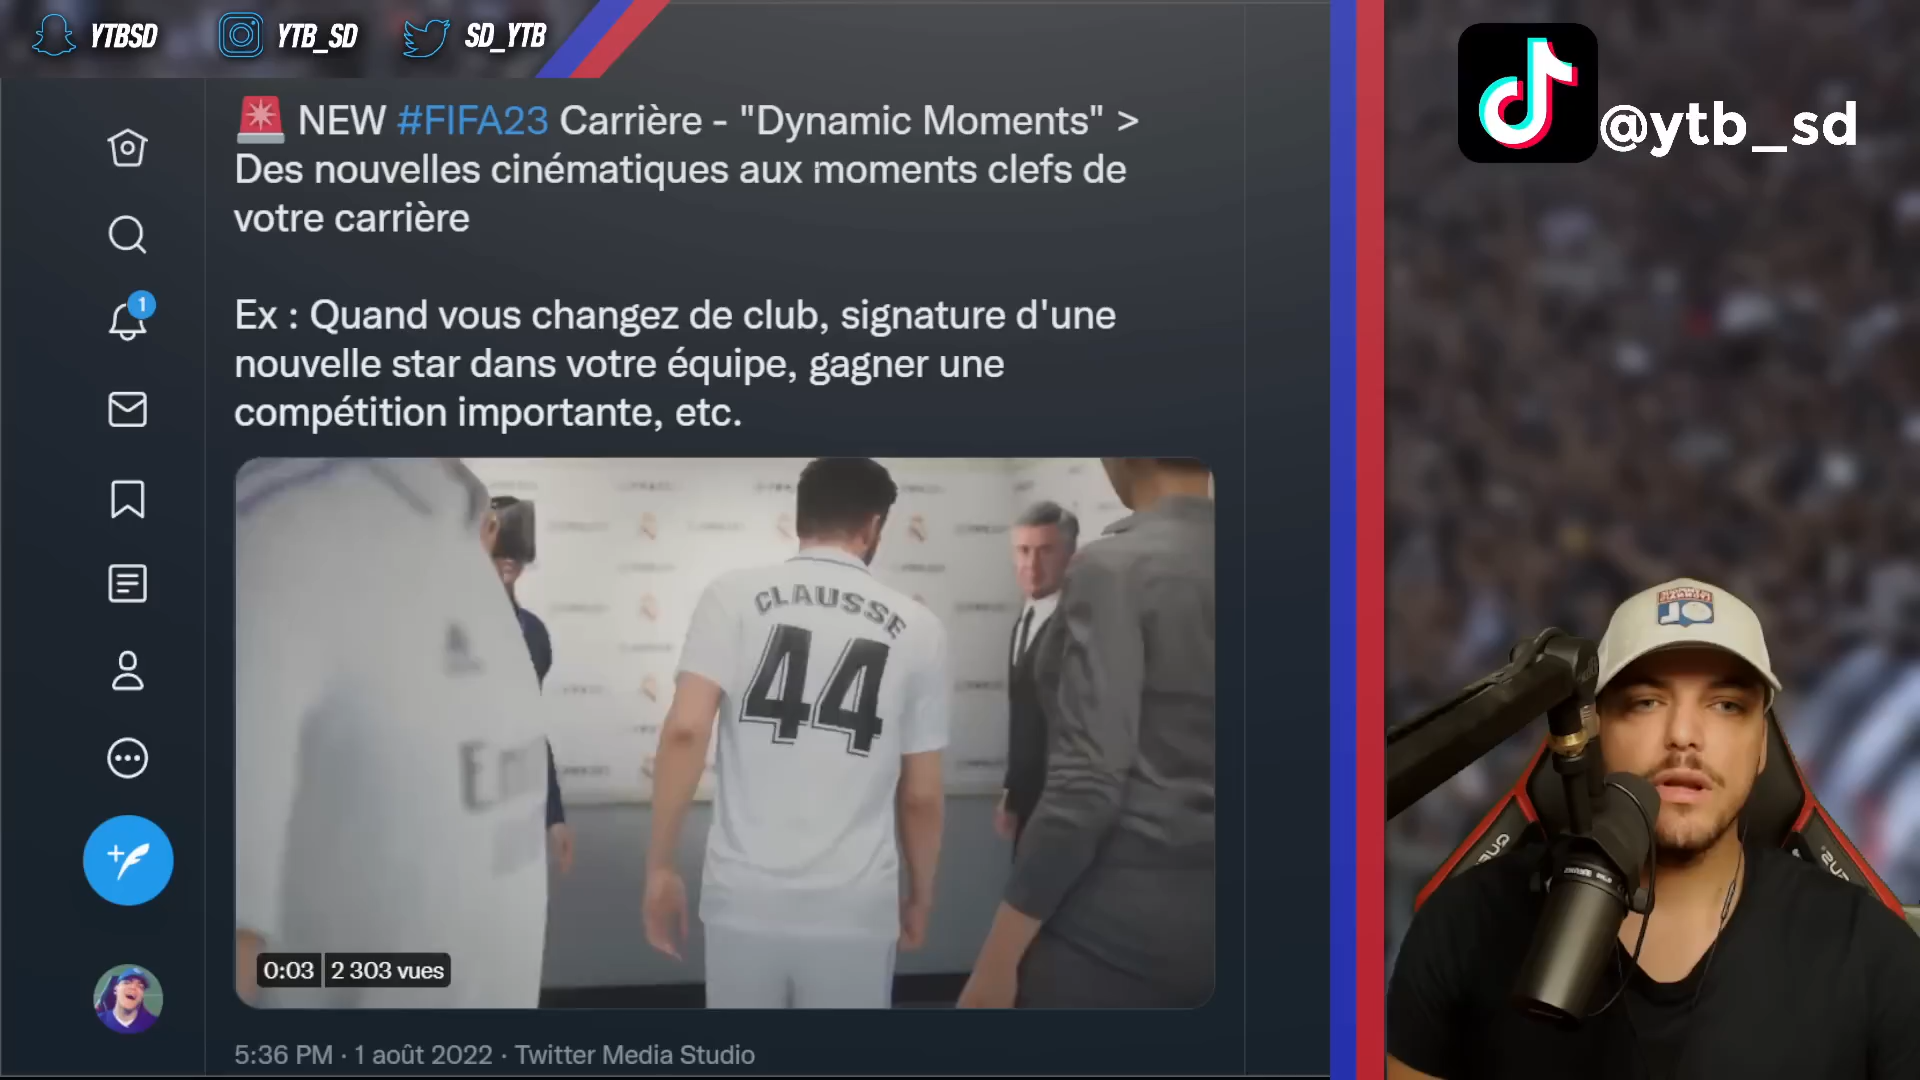 YTBSD YTB_SD SD_YTB
@ytb_sd
🚨 NEW #FIFA23 Carrière - "Dynamic Moments" >
Des nouvelles cinématiques aux moments clefs de
votre carrière
Ex : Quand vous changez de club, signature d'une
nouvelle star dans votre équipe, gagner une
compétition importante, etc.
1
CLAUSSE
44
0:03 2 303 vues
5:36 PM · 1 août 2022 · Twitter Media Studio